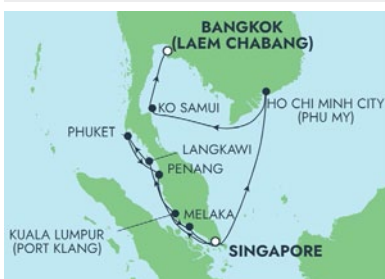 BANGKOK
(LAEM CHABANG)
KO SAMUI
HO CHI MINH CITY
(PHU MY)
PHUKET
LANGKAWI
PENANG
MELAKA
KUALA LUMPUR
(PORT KLANG)
SINGAPORE